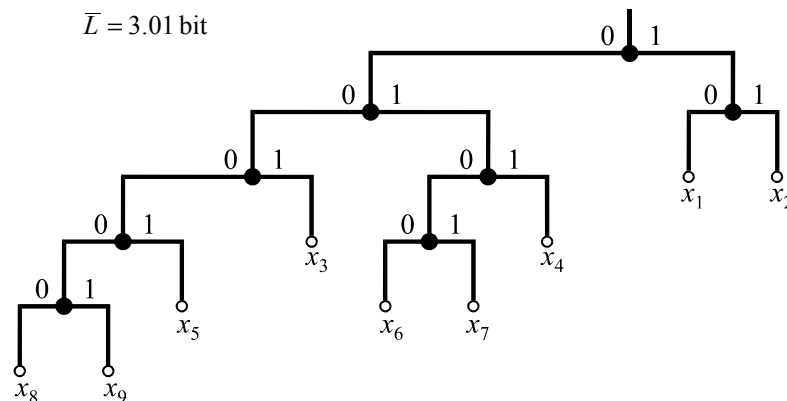 L̅ = 3.01 bit
0 1
0 1 0 1
0 1 0 1
x₁ x₂
0 1 0 1
x₃ x₄
0 1
x₅ x₆ x₇
x₈ x₉